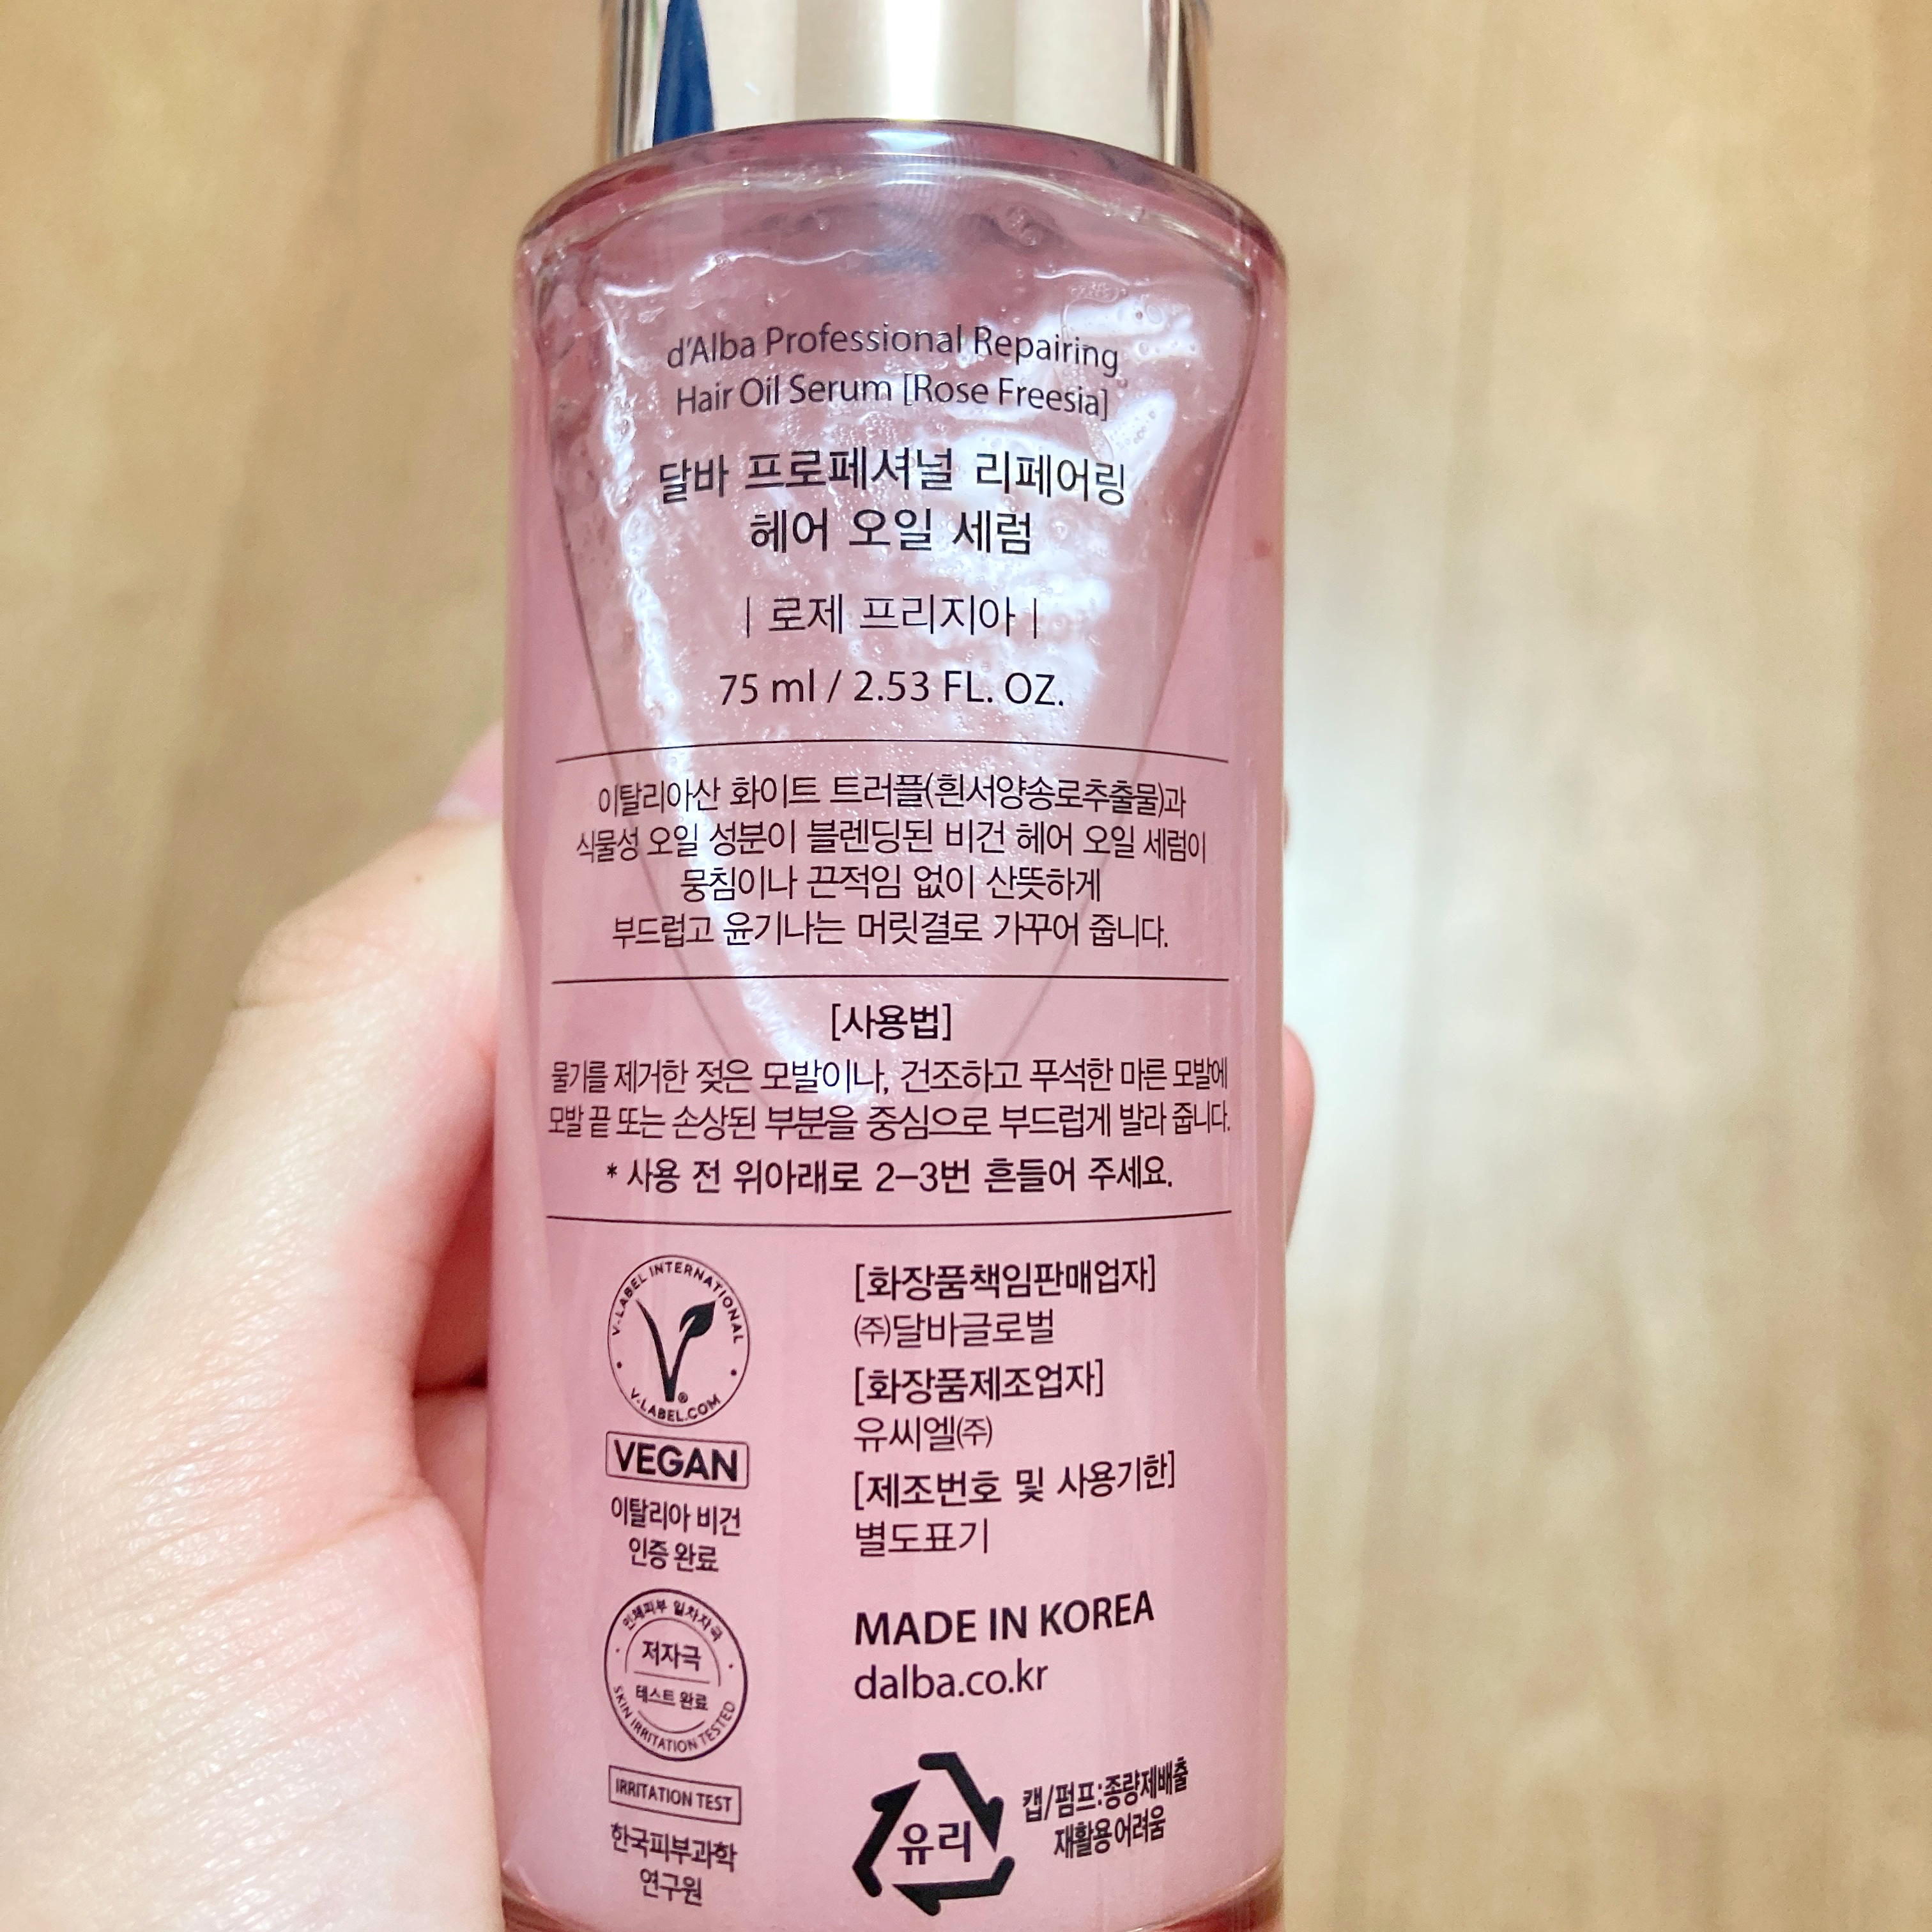 d'Alba Professional Repairing
Hair Oil Serum [Rose Freesia]
달바 프로페셔널 리페어링
헤어 오일 세럼
| 로제 프리지아 |
75 ml / 2.53 FL. OZ.
이탈리아산 화이트 트러플(흰서양송로추출물)과
식물성 오일 성분이 블렌딩된 비건 헤어 오일 세럼이
뭉침이나 끈적임 없이 산뜻하게
부드럽고 윤기나는 머릿결로 가꾸어 줍니다.
[사용법]
물기를 제거한 젖은 모발이나, 건조하고 푸석한 마른 모발에
모발 끝 또는 손상된 부분을 중심으로 부드럽게 발라 줍니다.
* 사용 전 위아래로 2-3번 흔들어 주세요.
V-LABEL INTERNATIONAL
®
V-LABEL.COM
VEGAN
이탈리아 비건
인증 완료
인체피부 일차자극
저자극
테스트 완료
SKIN IRRITATION TESTED
IRRITATION TEST
한국피부과학
연구원
[화장품책임판매업자]
㈜달바글로벌
[화장품제조업자]
유씨엘㈜
[제조번호 및 사용기한]
별도표기
MADE IN KOREA
dalba.co.kr
유리
캡/펌프:종량제배출
재활용어려움